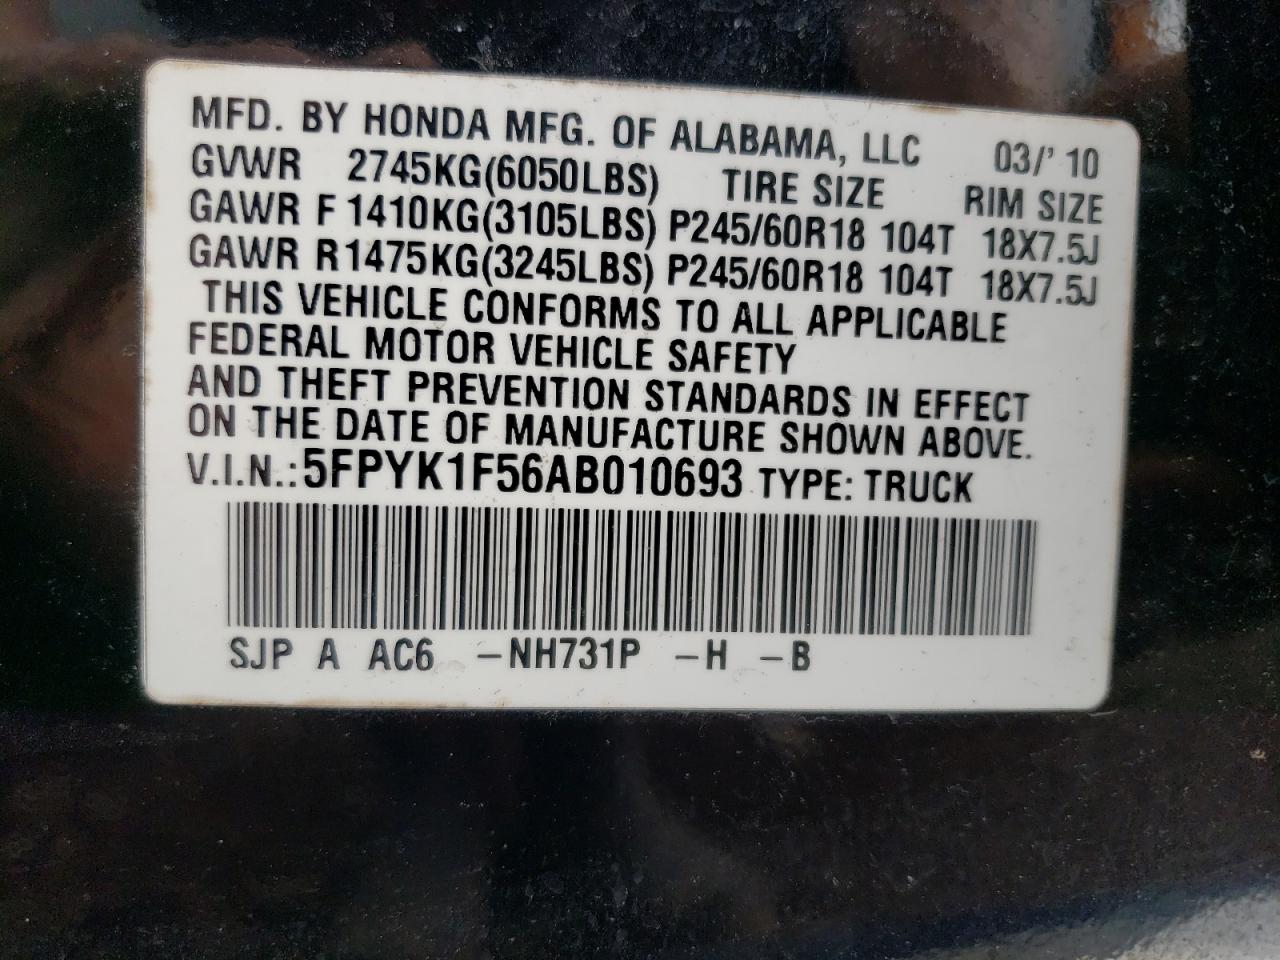 MFD. BY HONDA MFG. OF ALABAMA, LLC 03/' 10
GVWR 2745KG(6050LBS) TIRE SIZE RIM SIZE
GAWR F 1410KG(3105LBS) P245/60R18 104T 18X7.5J
GAWR R 1475KG(3245LBS) P245/60R18 104T 18X7.5J
THIS VEHICLE CONFORMS TO ALL APPLICABLE
FEDERAL MOTOR VEHICLE SAFETY
AND THEFT PREVENTION STANDARDS IN EFFECT
ON THE DATE OF MANUFACTURE SHOWN ABOVE.
V.I.N.:5FPYK1F56AB010693 TYPE: TRUCK
SJP A AC6 -NH731P -H -B